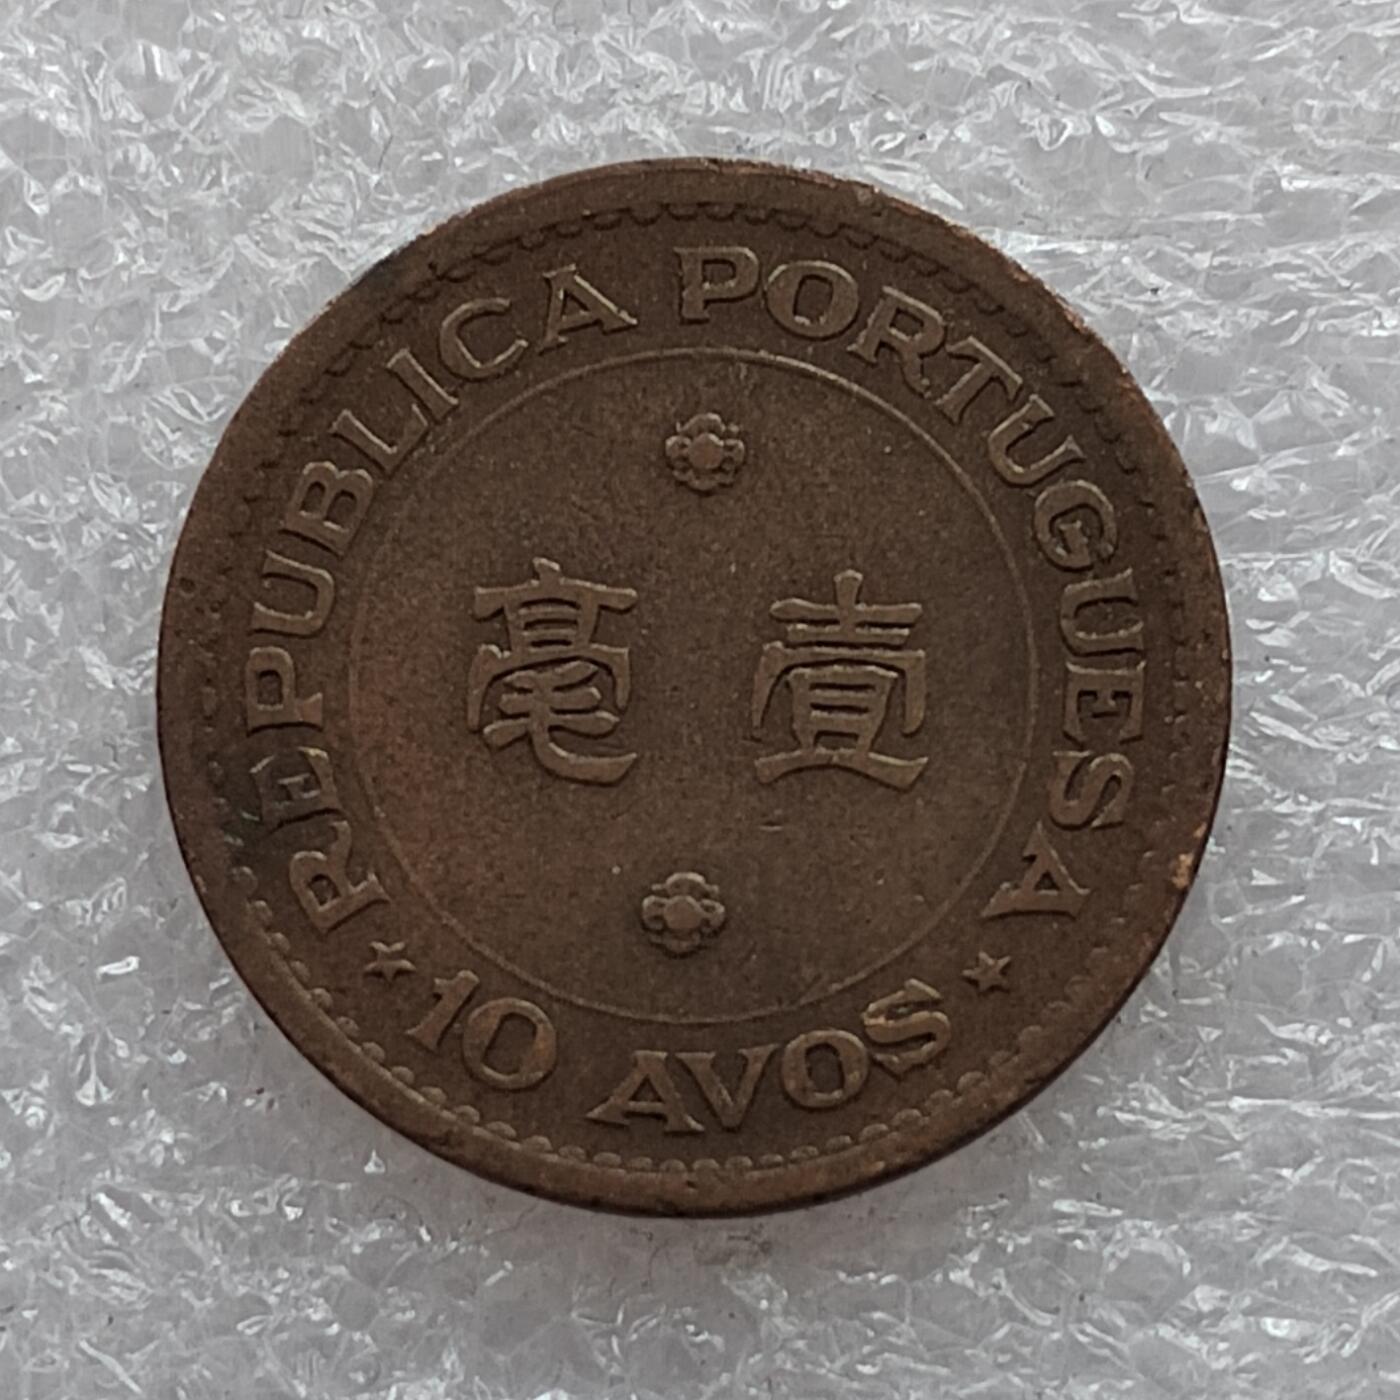 REPUBLICA PORTUGUESA
壹毫
★ 10 AVOS ★